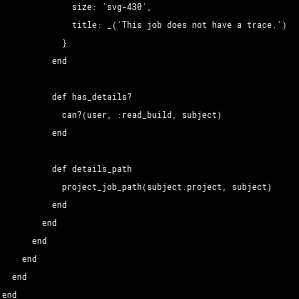 size: 'svg-430',
title: _('This job does not have a trace.')
}
end
def has_details?
can?(user, :read_build, subject)
end
def details_path
project_job_path(subject.project, subject)
end
end
end
end
end
end